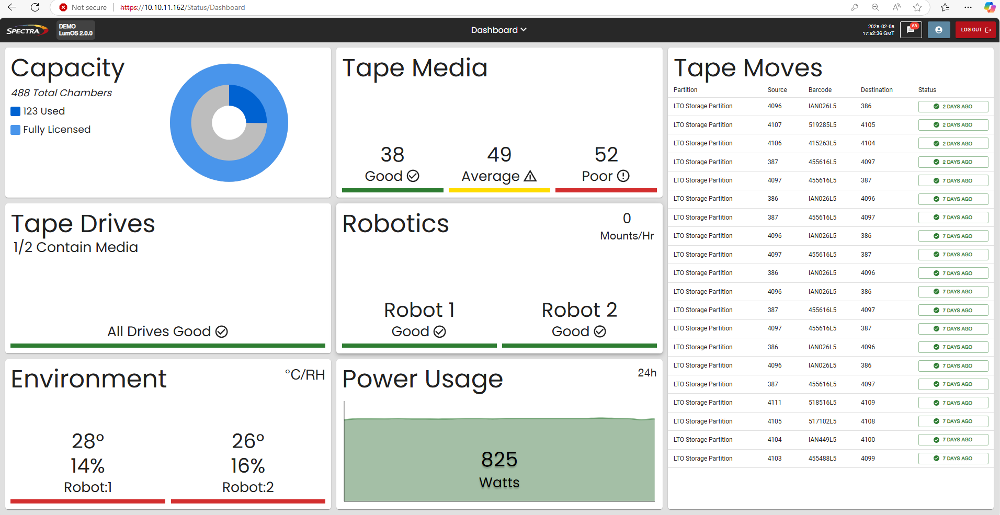 Not secure
https://10.10.11.162/Status/Dashboard
SPECTRA
DEMO
LumOS 2.0.0
Dashboard
2026-02-06
17:52:36 GMT
88
LOG OUT
Capacity
488 Total Chambers
123 Used
Fully Licensed
Tape Media
38
Good
49
Average
52
Poor
Tape Drives
1/2 Contain Media
All Drives Good
Robotics
0
Mounts/Hr
Robot 1
Good
Robot 2
Good
Environment
°C/RH
28°
14%
Robot:1
26°
16%
Robot:2
Power Usage
24h
825
Watts
Tape Moves
Partition Source Barcode Destination Status
LTO Storage Partition 4096 IAN026L5 386 2 DAYS AGO
LTO Storage Partition 4107 519285L5 4105 2 DAYS AGO
LTO Storage Partition 4106 415263L5 4104 2 DAYS AGO
LTO Storage Partition 387 455616L5 4097 2 DAYS AGO
LTO Storage Partition 4097 455616L5 387 7 DAYS AGO
LTO Storage Partition 386 IAN026L5 4096 7 DAYS AGO
LTO Storage Partition 387 455616L5 4097 7 DAYS AGO
LTO Storage Partition 4096 IAN026L5 386 7 DAYS AGO
LTO Storage Partition 4097 455616L5 387 7 DAYS AGO
LTO Storage Partition 386 IAN026L5 4096 7 DAYS AGO
LTO Storage Partition 4096 IAN026L5 386 7 DAYS AGO
LTO Storage Partition 387 455616L5 4097 7 DAYS AGO
LTO Storage Partition 4097 455616L5 387 7 DAYS AGO
LTO Storage Partition 386 IAN026L5 4096 7 DAYS AGO
LTO Storage Partition 4096 IAN026L5 386 7 DAYS AGO
LTO Storage Partition 387 455616L5 4097 7 DAYS AGO
LTO Storage Partition 4111 518516L5 4109 7 DAYS AGO
LTO Storage Partition 4105 517102L5 4108 7 DAYS AGO
LTO Storage Partition 4104 IAN449L5 4100 7 DAYS AGO
LTO Storage Partition 4103 455488L5 4099 7 DAYS AGO